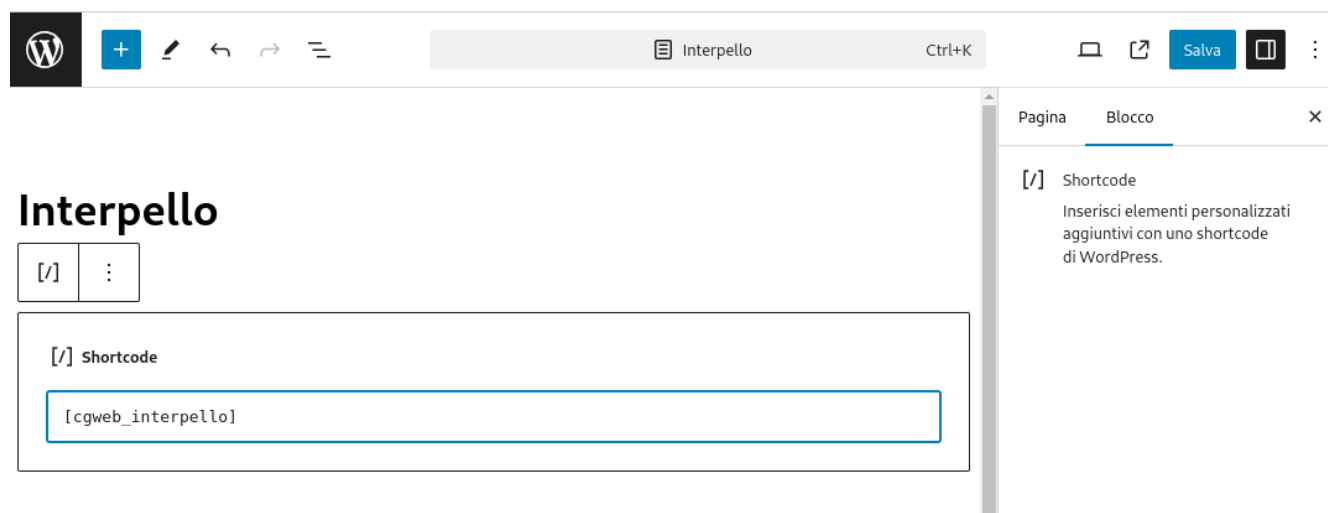 Interpello
Ctrl+K
Salva
Pagina
Blocco
Interpello
[/] Shortcode
Inserisci elementi personalizzati
aggiuntivi con uno shortcode
di WordPress.
[/]
[/] Shortcode
[cgweb_interpello]